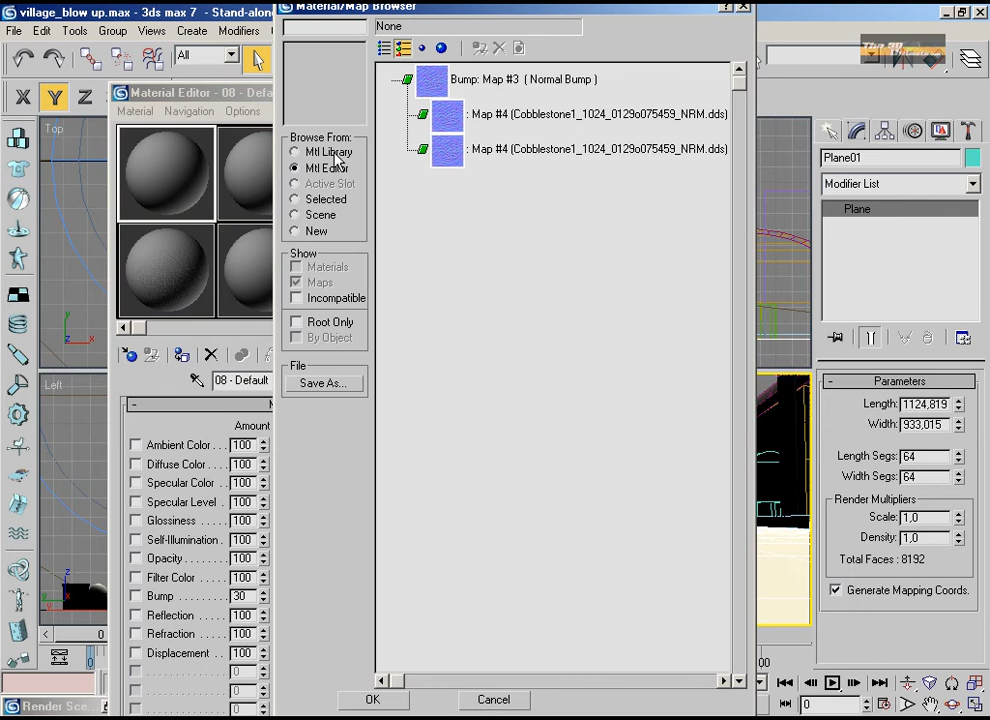 village_blow up.max - 3ds max 7 - Stand-alon
Material/Map Browser
File Edit Tools Group Views Create Modifiers
None
All
X Y Z
Material Editor - 08 - Defa
Material Navigation Options
Top
Bump: Map #3 ( Normal Bump )
: Map #4 (Cobblestone1_1024_0129o075459_NRM.dds)
: Map #4 (Cobblestone1_1024_0129o075459_NRM.dds)
Browse From:
Mtl Library
Mtl Editor
Active Slot
Selected
Scene
New
Show
Materials
Maps
Incompatible
Root Only
By Object
File
Save As...
OK
Cancel
Plane01
Modifier List
Plane
Parameters
Length: 1124,819
Width: 933,015
Length Segs: 64
Width Segs: 64
Render Multipliers
Scale: 1,0
Density: 1,0
Total Faces : 8192
Generate Mapping Coords.
Left
08 - Default
Amount
Ambient Color . . . 100
Diffuse Color . . . . 100
Specular Color . . 100
Specular Level . . 100
Glossiness . . . . . 100
Self-Illumination . . 100
Opacity . . . . . . . 100
Filter Color . . . . . 100
Bump . . . . . . . . 30
Reflection . . . . . 100
Refraction . . . . . 100
Displacement . . . 100
0
0
0
z
x
y
0
0
00
0
Render Sce...